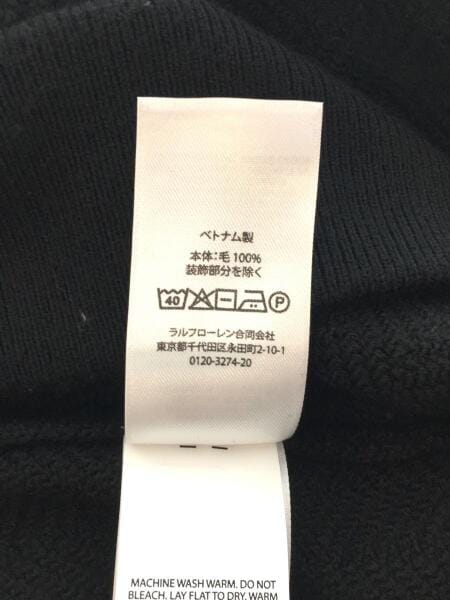 ベトナム製
本体:毛 100%
装飾部分を除く
40 P
ラルフローレン合同会社
東京都千代田区永田町2-10-1
0120-3274-20
MACHINE WASH WARM. DO NOT
BLEACH. LAY FLAT TO DRY. WARM